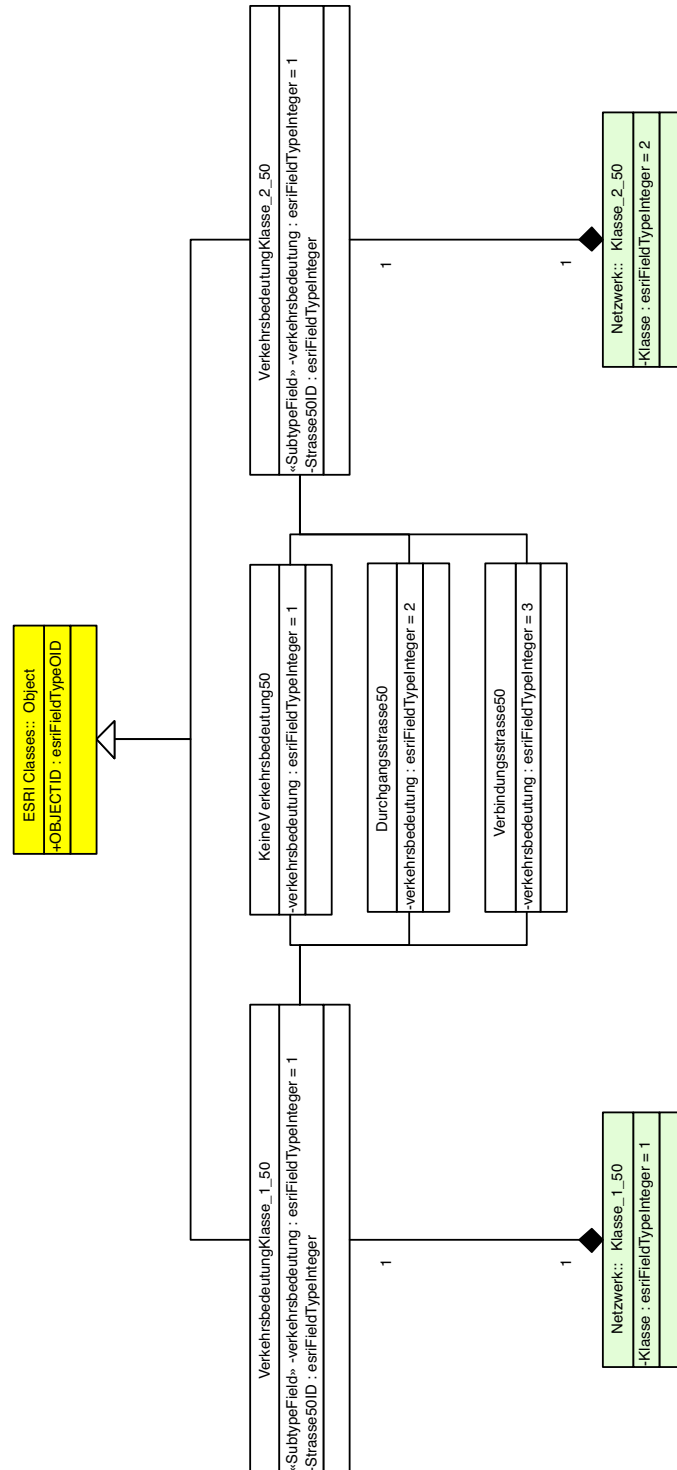 ESRI Classes:: Object
+OBJECTID : esriFieldTypeOID
VerkehrsbedeutungKlasse_1_50
«SubtypeField» -verkehrsbedeutung : esriFieldTypeInteger = 1
-Strasse50ID : esriFieldTypeInteger
KeineVerkehrsbedeutung50
-verkehrsbedeutung : esriFieldTypeInteger = 1
Durchgangsstrasse50
-verkehrsbedeutung : esriFieldTypeInteger = 2
Verbindungsstrasse50
-verkehrsbedeutung : esriFieldTypeInteger = 3
VerkehrsbedeutungKlasse_2_50
«SubtypeField» -verkehrsbedeutung : esriFieldTypeInteger = 1
-Strasse50ID : esriFieldTypeInteger
1
1
1
1
Netzwerk:: Klasse_1_50
-Klasse : esriFieldTypeInteger = 1
Netzwerk:: Klasse_2_50
-Klasse : esriFieldTypeInteger = 2